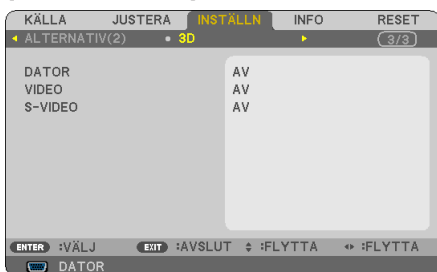 KÄLLA JUSTERA INSTÄLLN INFO RESET
ALTERNATIV(2) • 3D 3/3
DATOR AV
VIDEO AV
S-VIDEO AV
ENTER :VÄLJ EXIT :AVSLUT :FLYTTA :FLYTTA
DATOR